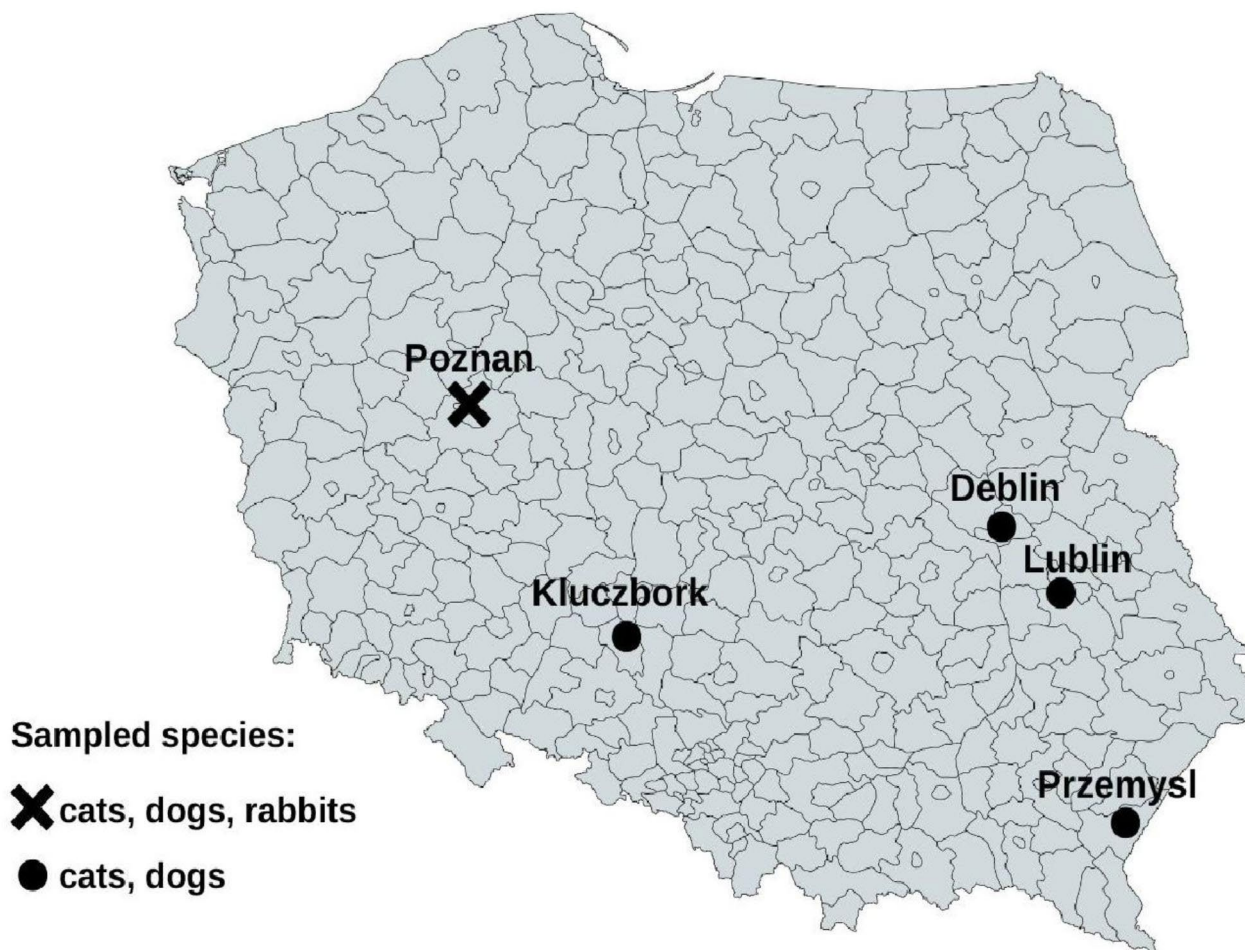 Poznan
Deblin
Lublin
Kluczbork
Sampled species:
Przemysl
cats, dogs, rabbits
cats, dogs